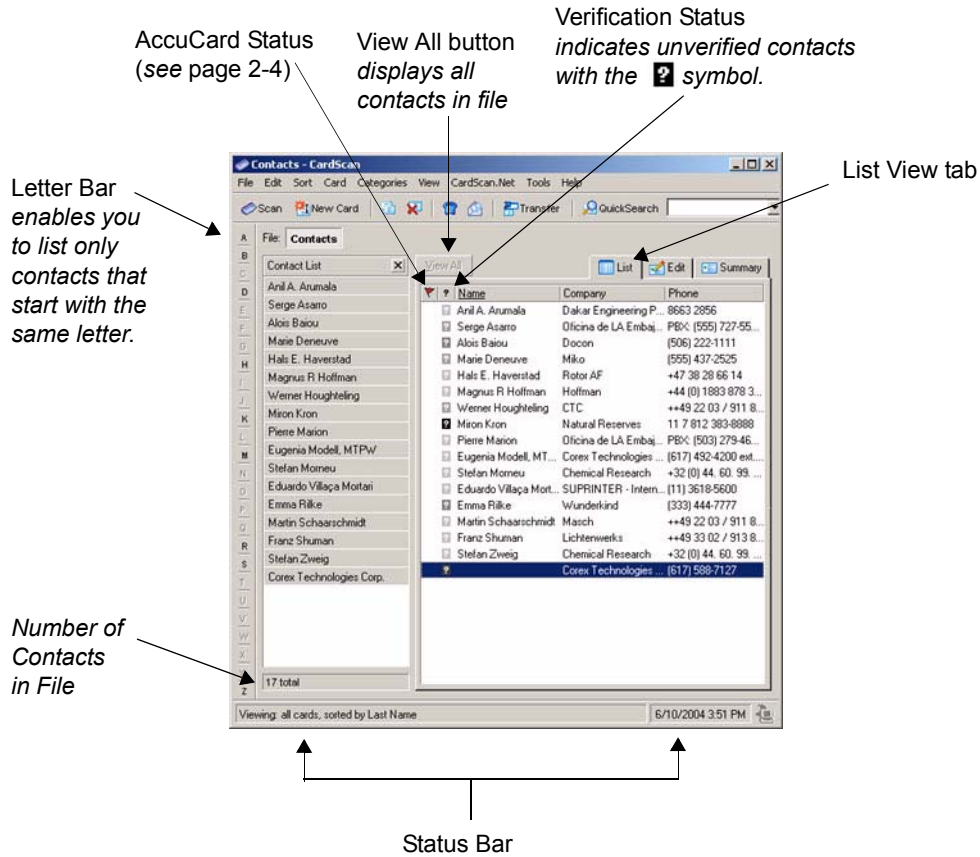 AccuCard Status
(see page 2-4)
View All button
displays all
contacts in file
Verification Status
indicates unverified contacts
with the ? symbol.
List View tab
Letter Bar
enables you
to list only
contacts that
start with the
same letter.
Number of
Contacts
in File
Contacts - CardScan
File Edit Sort Card Categories View CardScan.Net Tools Help
Scan New Card Transfer QuickSearch
File: Contacts
Contact List View All List Edit Summary
A
B
C
D
E
F
G
H
I
J
K
L
M
N
O
P
Q
R
S
T
U
V
W
X
Z
Anil A. Arumala
Serge Asarro
Alois Baiou
Marie Deneuve
Hals E. Haverstad
Magnus R Hoffman
Werner Houghteling
Miron Kron
Pierre Marion
Eugenia Modell, MTPW
Stefan Morneu
Eduardo Villaça Mortari
Emma Rilke
Martin Schaarschmidt
Franz Shuman
Stefan Zweig
Corex Technologies Corp.
17 total
? Name Company Phone
Anil A. Arumala Dakar Engineering P... 8663 2856
Serge Asarro Oficina de LA Embaj... PBX: (555) 727-55...
Alois Baiou Docon (506) 222-1111
Marie Deneuve Miko (555) 437-2525
Hals E. Haverstad Rotor AF +47 38 28 66 14
Magnus R Hoffman Hoffman +44 (0) 1883 878 3...
Werner Houghteling CTC ++49 22 03 / 911 8...
Miron Kron Natural Reserves 11 7 812 383-8888
Pierre Marion Oficina de LA Embaj... PBX: (503) 279-46...
Eugenia Modell, MT... Corex Technologies ... (617) 492-4200 ext....
Stefan Morneu Chemical Research +32 (0) 44. 60. 99. ...
Eduardo Villaça Mort... SUPRINTER - Intern... (11) 3618-5600
Emma Rilke Wunderkind (333) 444-7777
Martin Schaarschmidt Masch ++49 22 03 / 911 8...
Franz Shuman Lichtenwerks ++49 33 02 / 913 8...
Stefan Zweig Chemical Research +32 (0) 44. 60. 99. ...
Corex Technologies ... (617) 588-7127
Viewing: all cards, sorted by Last Name 6/10/2004 3:51 PM
Status Bar